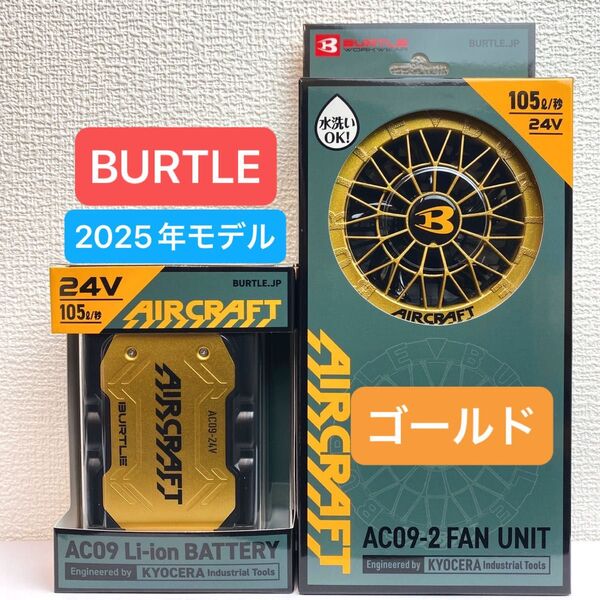 BURTLE
2025年モデル
24V
105ℓ/秒
BURTLE.JP
AIRCRAFT
AIRCRAFT
AC09-24V
BURTLE
AC09 Li-ion BATTERY
Engineered by KYOCERA Industrial Tools
BURTLE
WORKWEAR
BURTLE.JP
水洗い
OK!
105ℓ/秒
24V
B
AIRCRAFT
AIRCRAFT
ゴールド
AC09-2 FAN UNIT
Engineered by KYOCERA Industrial Tools